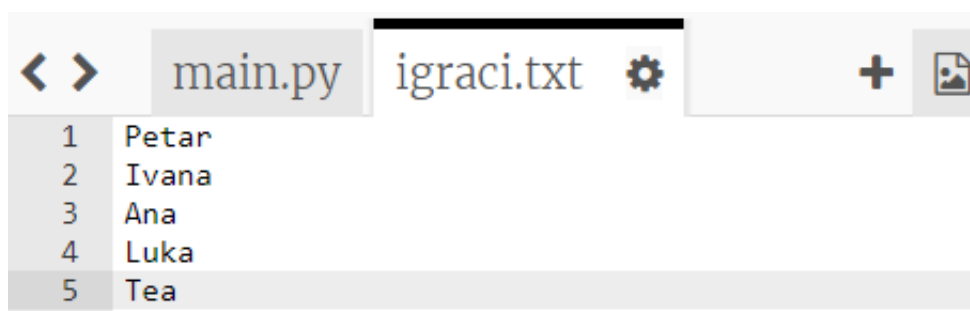 main.py igraci.txt
1 Petar
2 Ivana
3 Ana
4 Luka
5 Tea